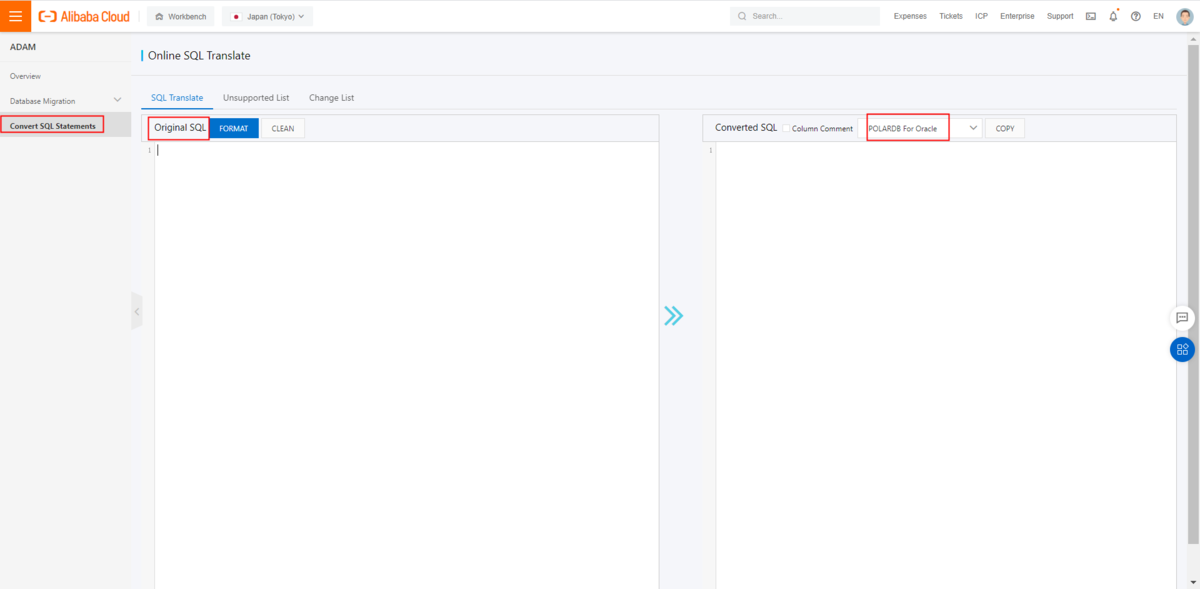 Alibaba Cloud Workbench Japan (Tokyo) Search... Expenses Tickets ICP Enterprise Support EN
ADAM
Online SQL Translate
Overview
Database Migration
Convert SQL Statements
SQL Translate Unsupported List Change List
Original SQL FORMAT CLEAN Converted SQL Column Comment POLARDB For Oracle COPY
1 1